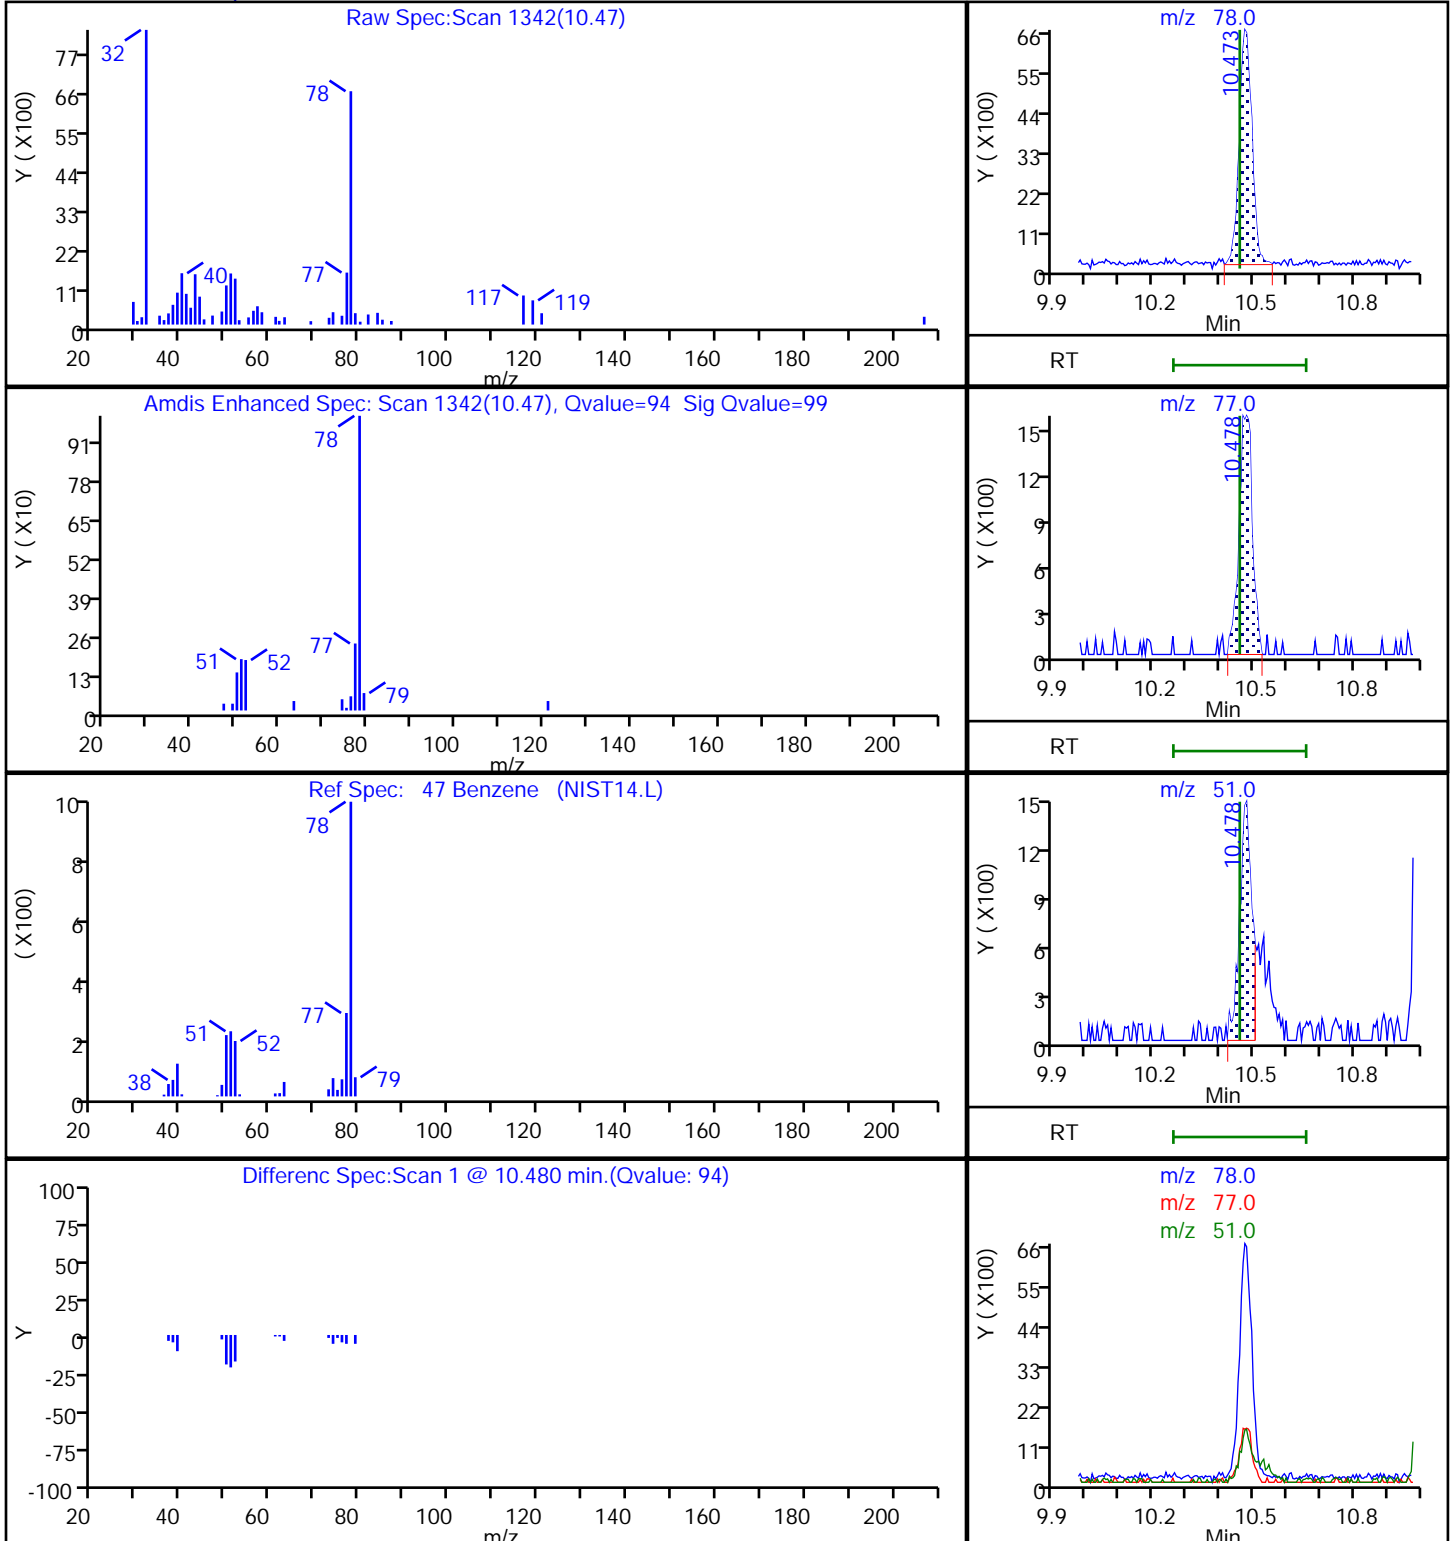 Raw Spec:Scan 1342(10.47)
Y ( X100)
77
66
55
44
33
22
11
0
32
78
77
40
117
119
20 40 60 80 100 120 140 160 180 200
m/z
m/z 78.0
Y ( X100)
66
55
44
33
22
11
0
10.473
9.9 10.2 10.5 10.8
Min
RT
Amdis Enhanced Spec: Scan 1342(10.47), Qvalue=94 Sig Qvalue=99
Y ( X10)
91
78
65
52
39
26
13
0
78
77
51
52
79
20 40 60 80 100 120 140 160 180 200
m/z
m/z 77.0
Y ( X100)
15
12
9
6
3
0
10.478
9.9 10.2 10.5 10.8
Min
RT
Ref Spec: 47 Benzene (NIST14.L)
( X100)
10
8
6
4
2
0
78
77
51
52
38
79
20 40 60 80 100 120 140 160 180 200
m/z 51.0
Y ( X100)
15
12
9
6
3
0
10.478
9.9 10.2 10.5 10.8
Min
RT
Differenc Spec:Scan 1 @ 10.480 min.(Qvalue: 94)
Y
100
75
50
25
0
-25
-50
-75
-100
20 40 60 80 100 120 140 160 180 200
m/z
m/z 78.0
m/z 77.0
m/z 51.0
Y ( X100)
66
55
44
33
22
11
0
9.9 10.2 10.5 10.8
Min